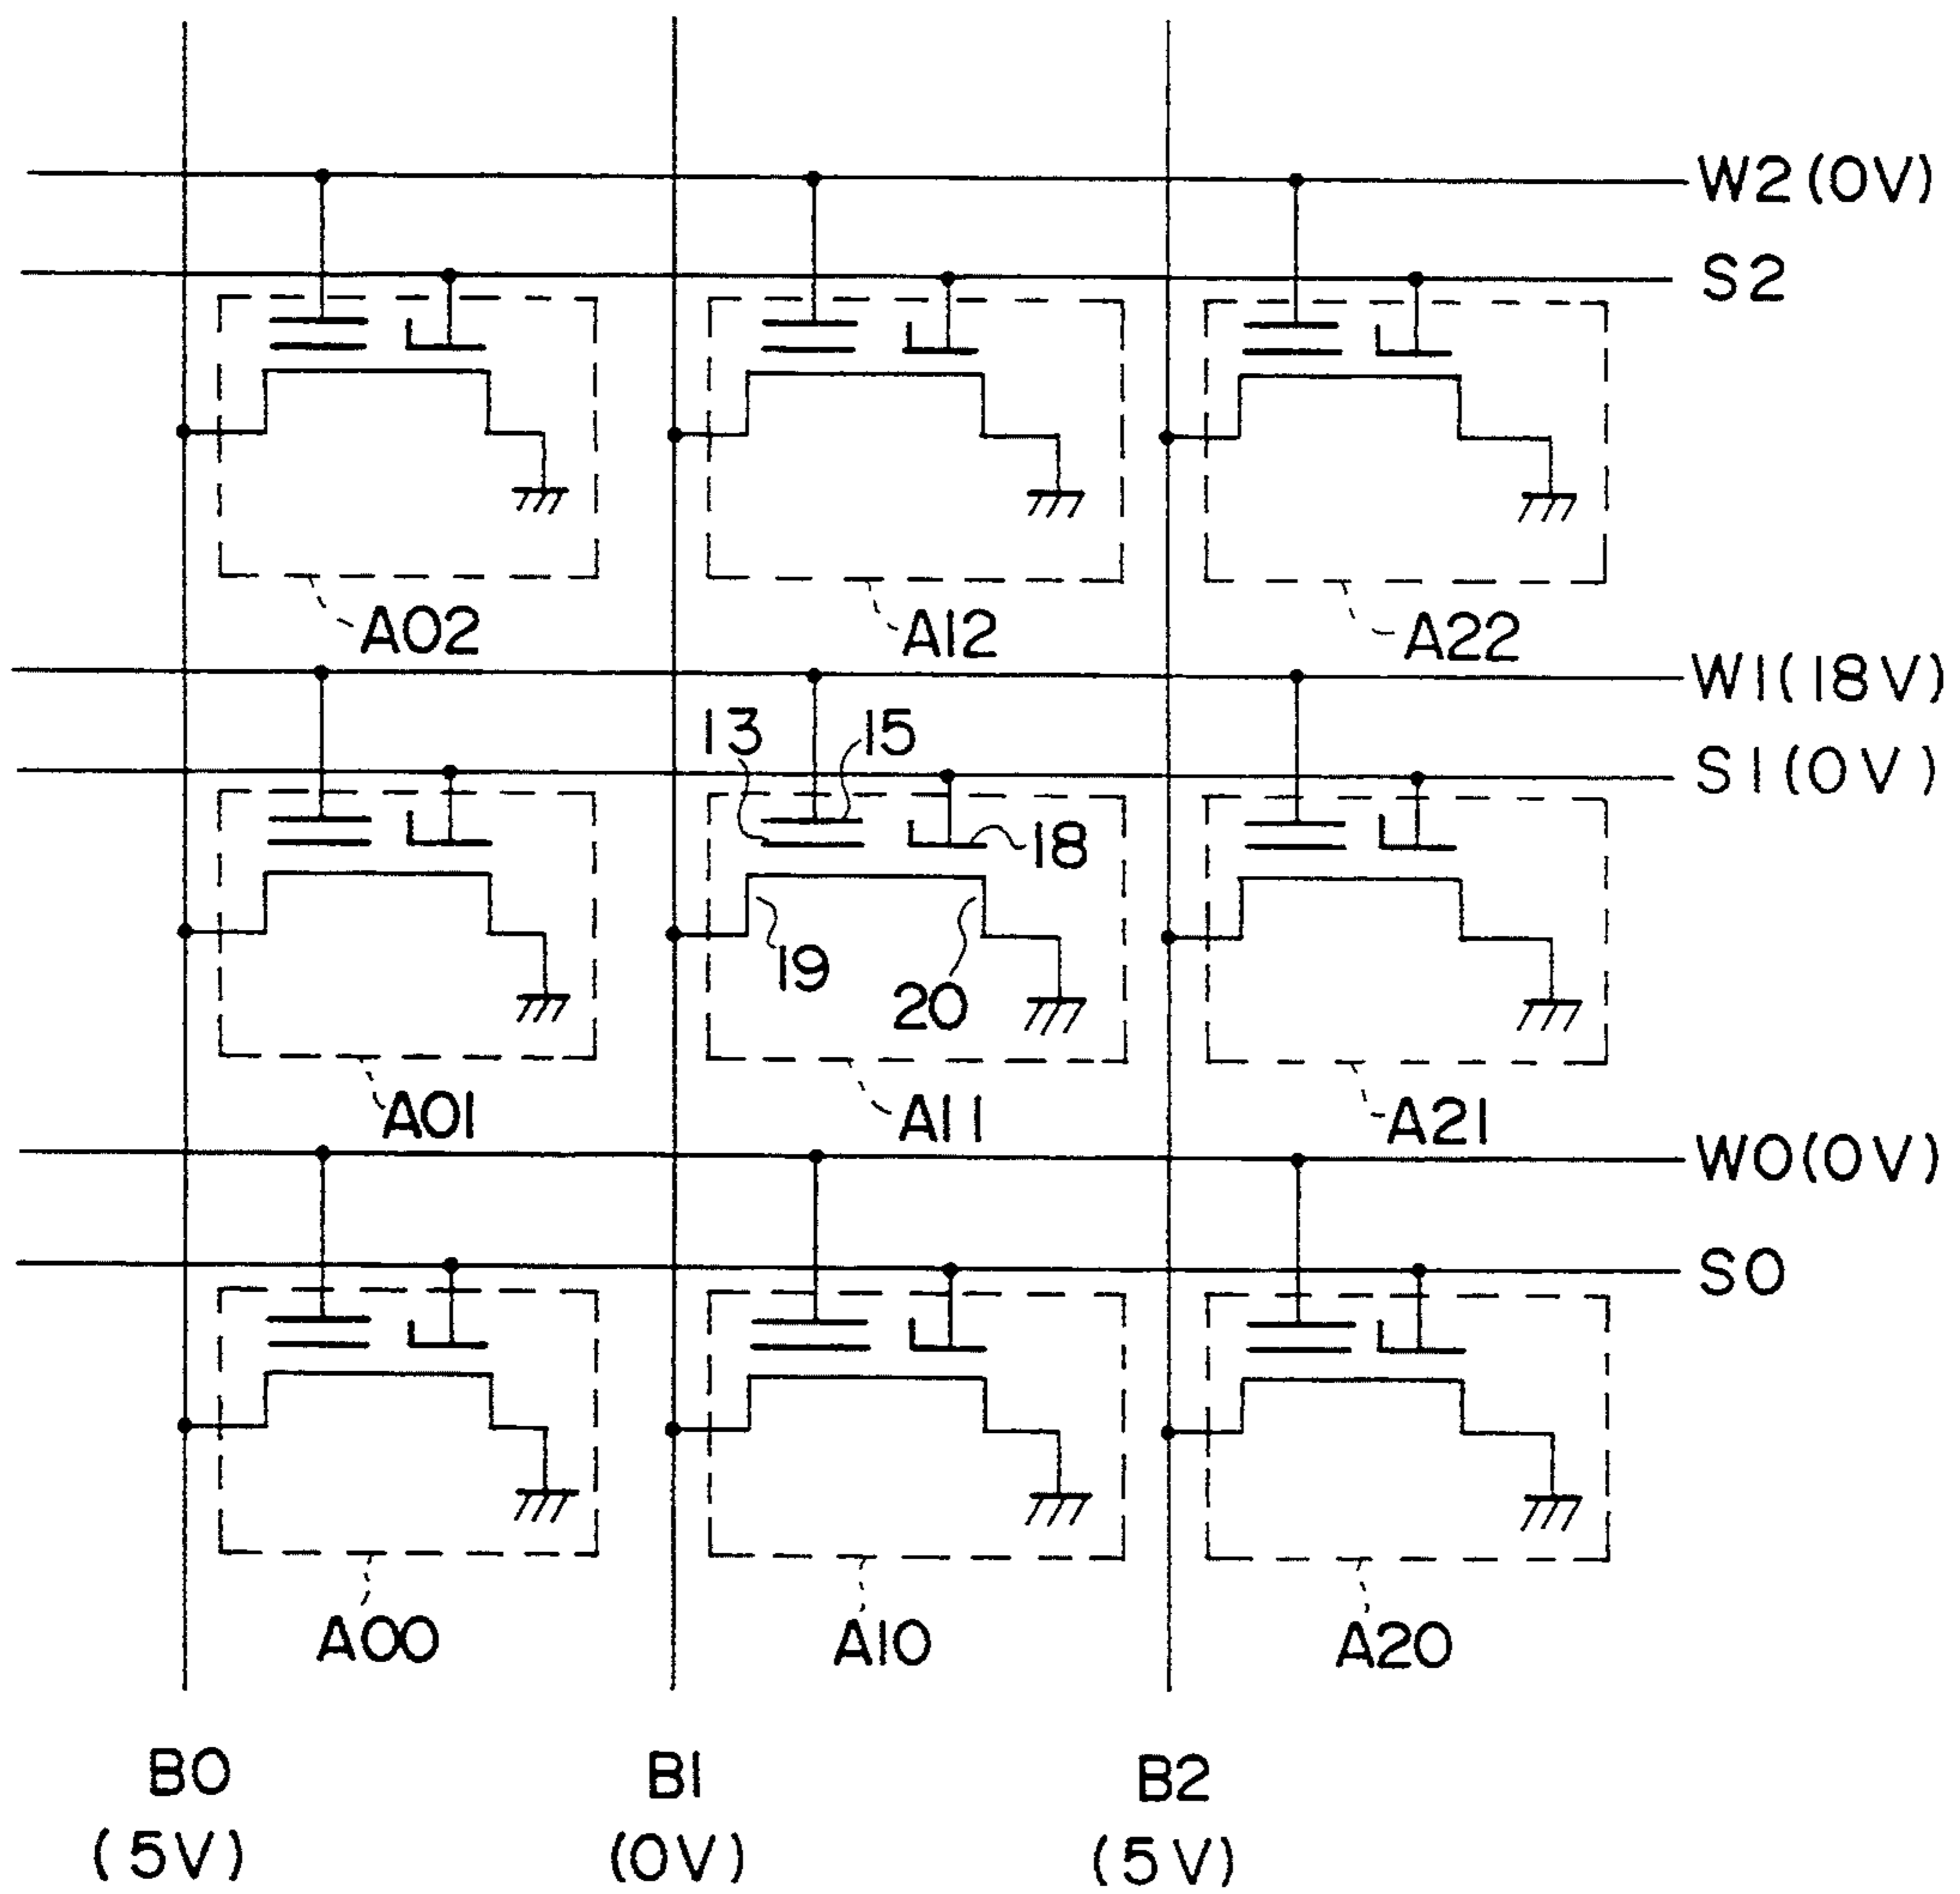 W2(0V)
S2
A02
A12
A22
W1(18V)
13
15
S1(0V)
18
19
20
A01
A11
A21
W0(0V)
S0
A00
A10
A20
B0
B1
B2
(5V)
(0V)
(5V)